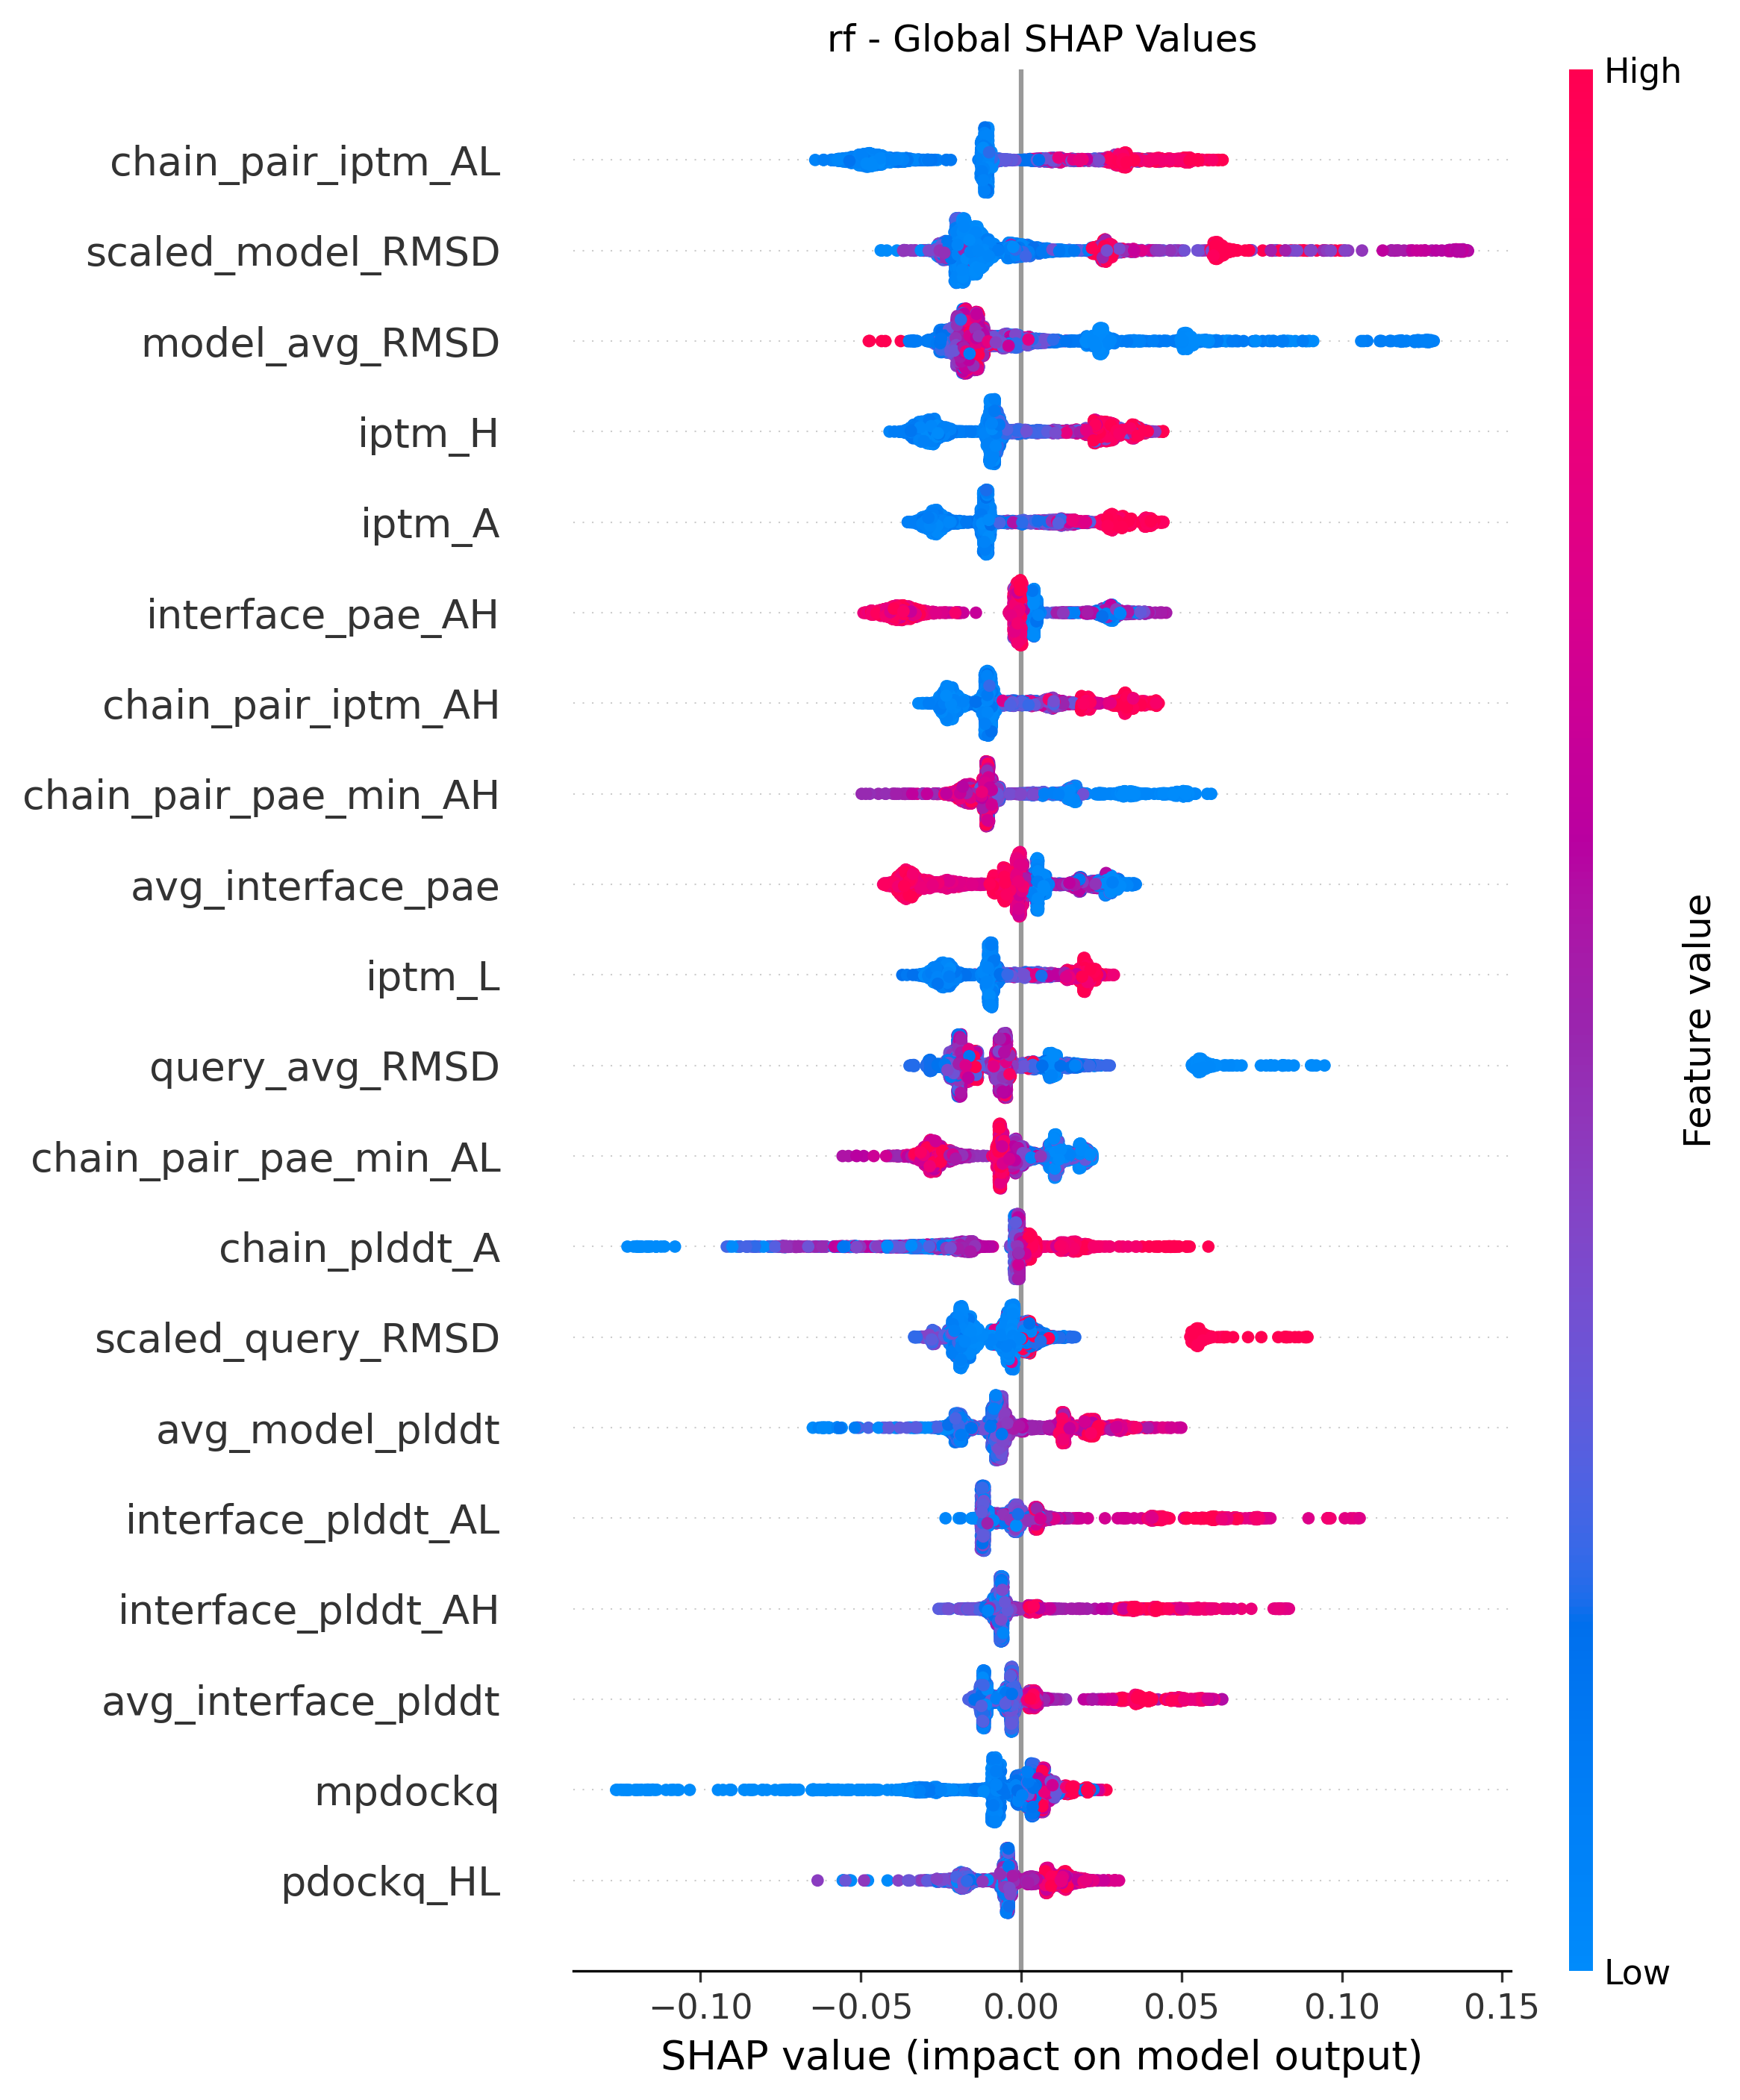 rf - Global SHAP Values
High
chain_pair_iptm_AL
scaled_model_RMSD
model_avg_RMSD
iptm_H
iptm_A
interface_pae_AH
chain_pair_iptm_AH
chain_pair_pae_min_AH
avg_interface_pae
iptm_L
query_avg_RMSD
chain_pair_pae_min_AL
chain_plddt_A
scaled_query_RMSD
avg_model_plddt
interface_plddt_AL
interface_plddt_AH
avg_interface_plddt
mpdockq
pdockq_HL
Feature value
Low
−0.10 −0.05 0.00 0.05 0.10 0.15
SHAP value (impact on model output)